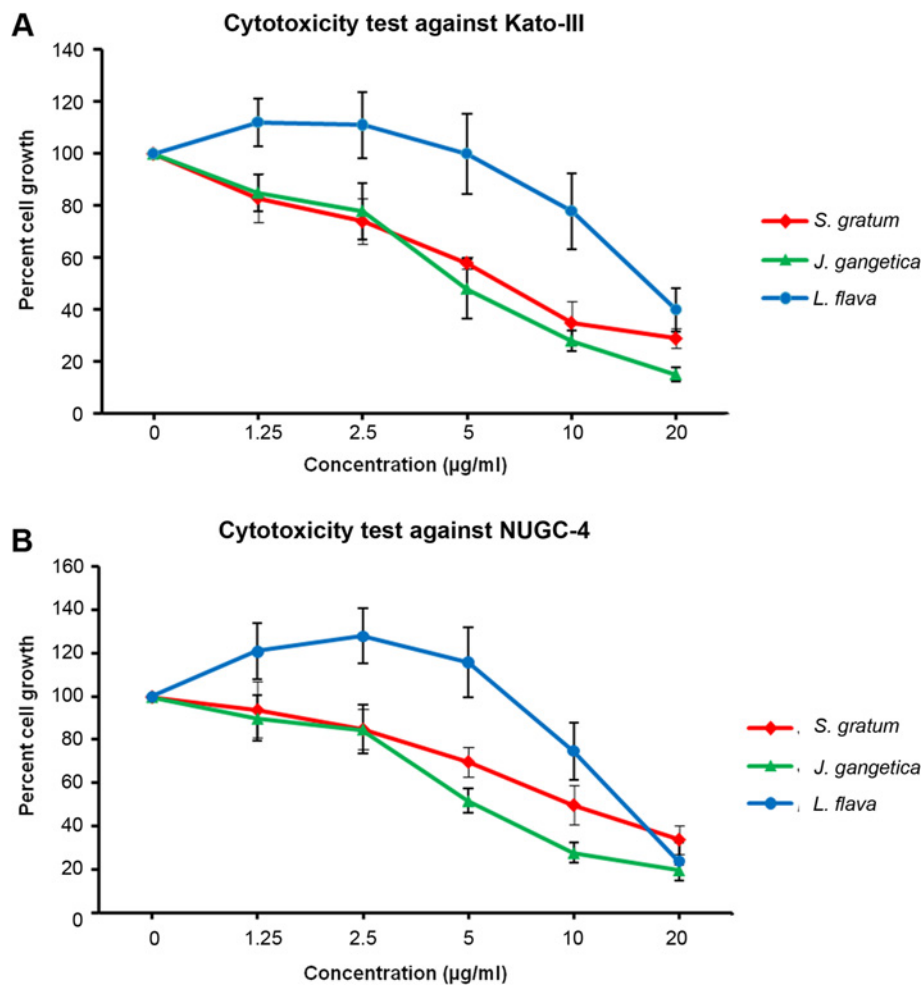 A
Cytotoxicity test against Kato-III
140
120
100
80
60
40
20
0
Percent cell growth
0 1.25 2.5 5 10 20
Concentration (µg/ml)
S. gratum
J. gangetica
L. flava
B
Cytotoxicity test against NUGC-4
160
140
120
100
80
60
40
20
0
Percent cell growth
0 1.25 2.5 5 10 20
Concentration (µg/ml)
S. gratum
J. gangetica
L. flava